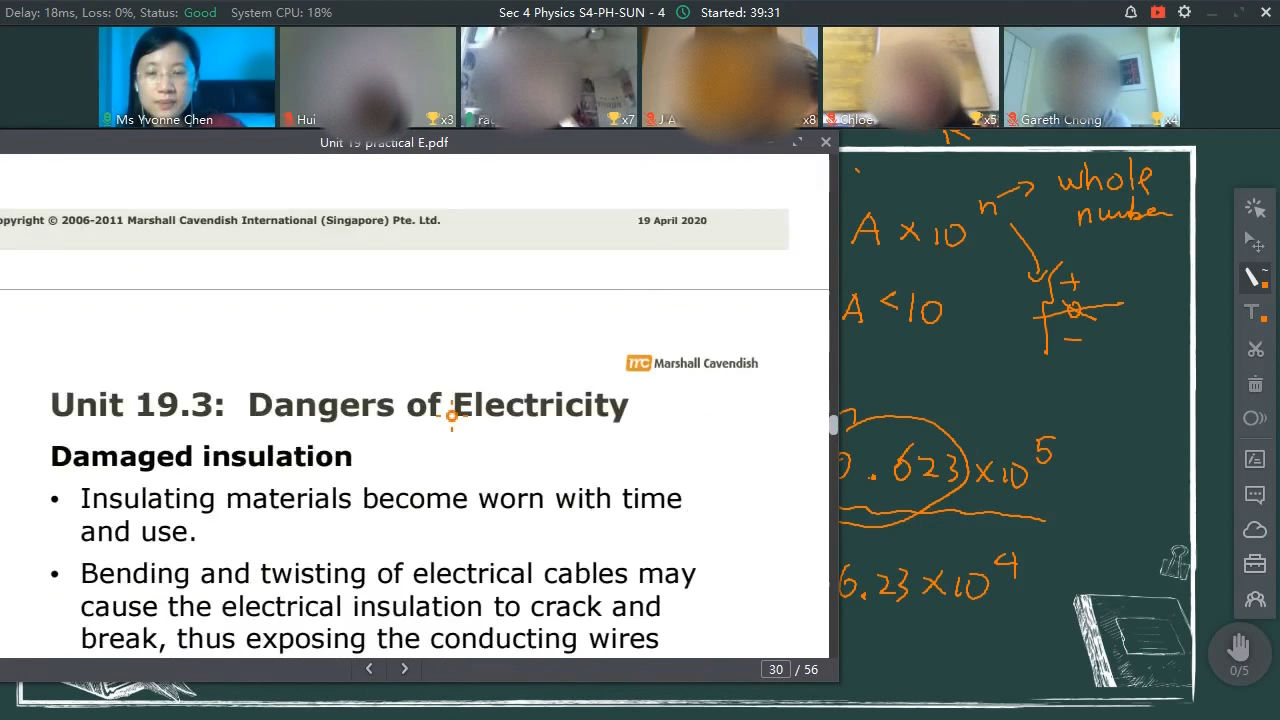 Delay: 18ms, Loss: 0%, Status: Good System CPU: 18%
Sec 4 Physics S4-PH-SUN - 4 Started: 39:31
Ms Yvonne Chen
Hui
x3
x7
J A
x8
Chloe
x5
Gareth Chong
x4
Unit 19 practical E.pdf
opyright © 2006-2011 Marshall Cavendish International (Singapore) Pte. Ltd. 19 April 2020
mc Marshall Cavendish
Unit 19.3: Dangers of Electricity
Damaged insulation
• Insulating materials become worn with time
and use.
• Bending and twisting of electrical cables may
cause the electrical insulation to crack and
break, thus exposing the conducting wires
30 / 56
A × 10^n → whole
number
A < 10
+
0
−
0.623 × 10^5
6.23 × 10^4
0/5